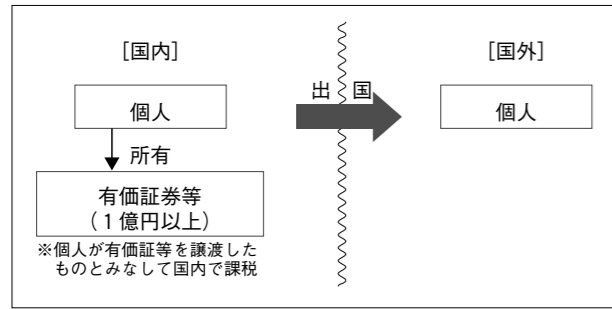 [国内]
[国外]
個人
出国
個人
所有
有価証券等
（１億円以上）
※個人が有価証等を譲渡した
ものとみなして国内で課税